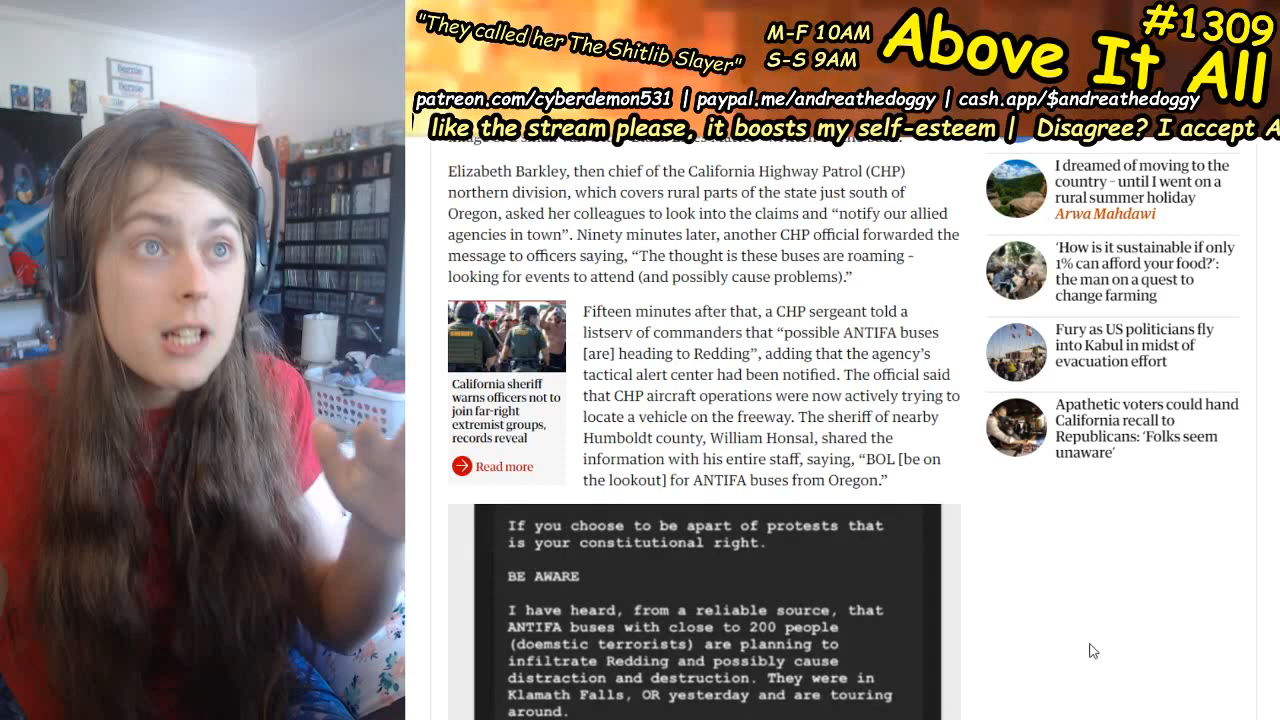 "They called her The Shitlib Slayer"
M-F 10AM
S-S 9AM
Above It All
#1309
patreon.com/cyberdemon531 | paypal.me/andreathedoggy | cash.app/$andreathedoggy
like the stream please, it boosts my self-esteem | Disagree? I accept A
Bernie
Bernie
Elizabeth Barkley, then chief of the California Highway Patrol (CHP)
northern division, which covers rural parts of the state just south of
Oregon, asked her colleagues to look into the claims and “notify our allied
agencies in town”. Ninety minutes later, another CHP official forwarded the
message to officers saying, “The thought is these buses are roaming –
looking for events to attend (and possibly cause problems).”
SHERIFF
California sheriff
warns officers not to
join far-right
extremist groups,
records reveal
Read more
Fifteen minutes after that, a CHP sergeant told a
listserv of commanders that “possible ANTIFA buses
[are] heading to Redding”, adding that the agency’s
tactical alert center had been notified. The official said
that CHP aircraft operations were now actively trying to
locate a vehicle on the freeway. The sheriff of nearby
Humboldt county, William Honsal, shared the
information with his entire staff, saying, “BOL [be on
the lookout] for ANTIFA buses from Oregon.”
If you choose to be apart of protests that
is your constitutional right.
BE AWARE
I have heard, from a reliable source, that
ANTIFA buses with close to 200 people
(doemstic terrorists) are planning to
infiltrate Redding and possibly cause
distraction and destruction. They were in
Klamath Falls, OR yesterday and are touring
around.
I dreamed of moving to the
country – until I went on a
rural summer holiday
Arwa Mahdawi
‘How is it sustainable if only
1% can afford your food?’:
the man on a quest to
change farming
Fury as US politicians fly
into Kabul in midst of
evacuation effort
Apathetic voters could hand
California recall to
Republicans: ‘Folks seem
unaware’